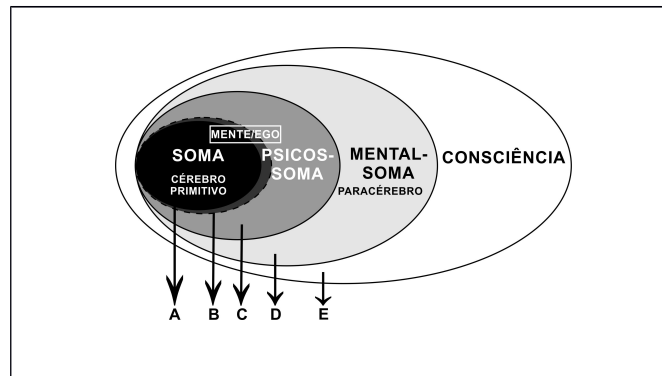 MENTE/EGO
SOMA
CÉREBRO
PRIMITIVO
PSICOS-
SOMA
MENTAL-
SOMA
PARACÉREBRO
CONSCIÊNCIA
A B C D E